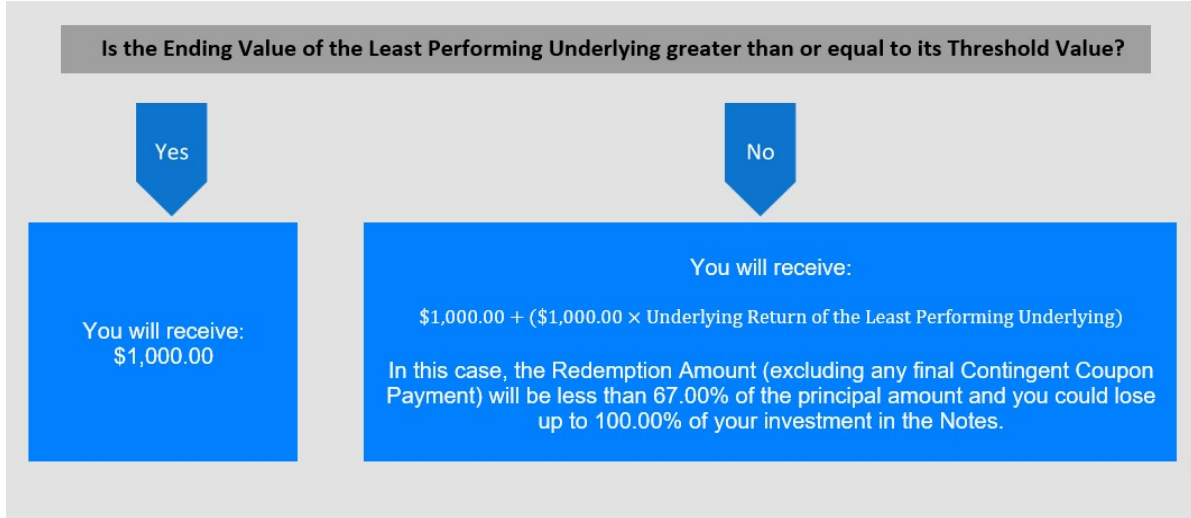 Is the Ending Value of the Least Performing Underlying greater than or equal to its Threshold Value?
Yes
No
You will receive:
$1,000.00
You will receive:
$1,000.00 + ($1,000.00 × Underlying Return of the Least Performing Underlying)
In this case, the Redemption Amount (excluding any final Contingent Coupon
Payment) will be less than 67.00% of the principal amount and you could lose
up to 100.00% of your investment in the Notes.